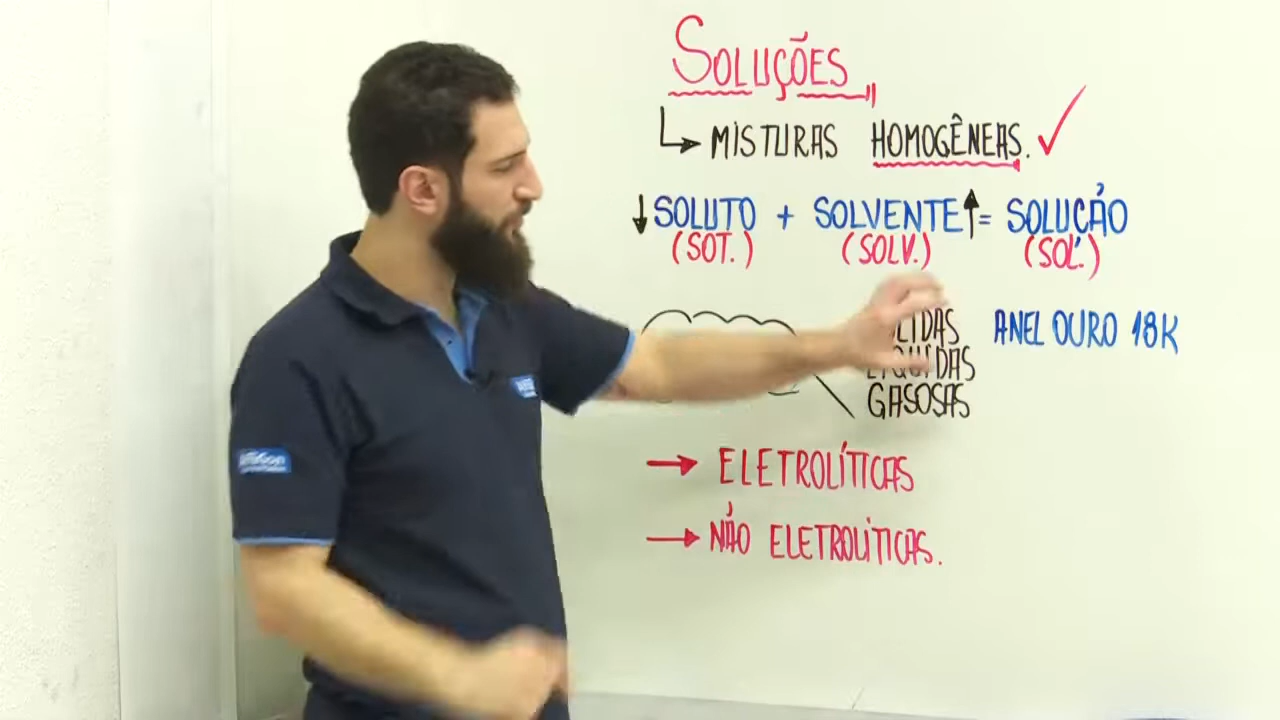 SOLUÇÕES
MISTURAS HOMOGÊNEAS.
SOLUTO + SOLVENTE = SOLUÇÃO
(SOT.) (SOLV.) (SOL.)
ANEL OURO 18K
GASOSAS
ELETROLÍTICAS
NÃO ELETROLÍTICAS.